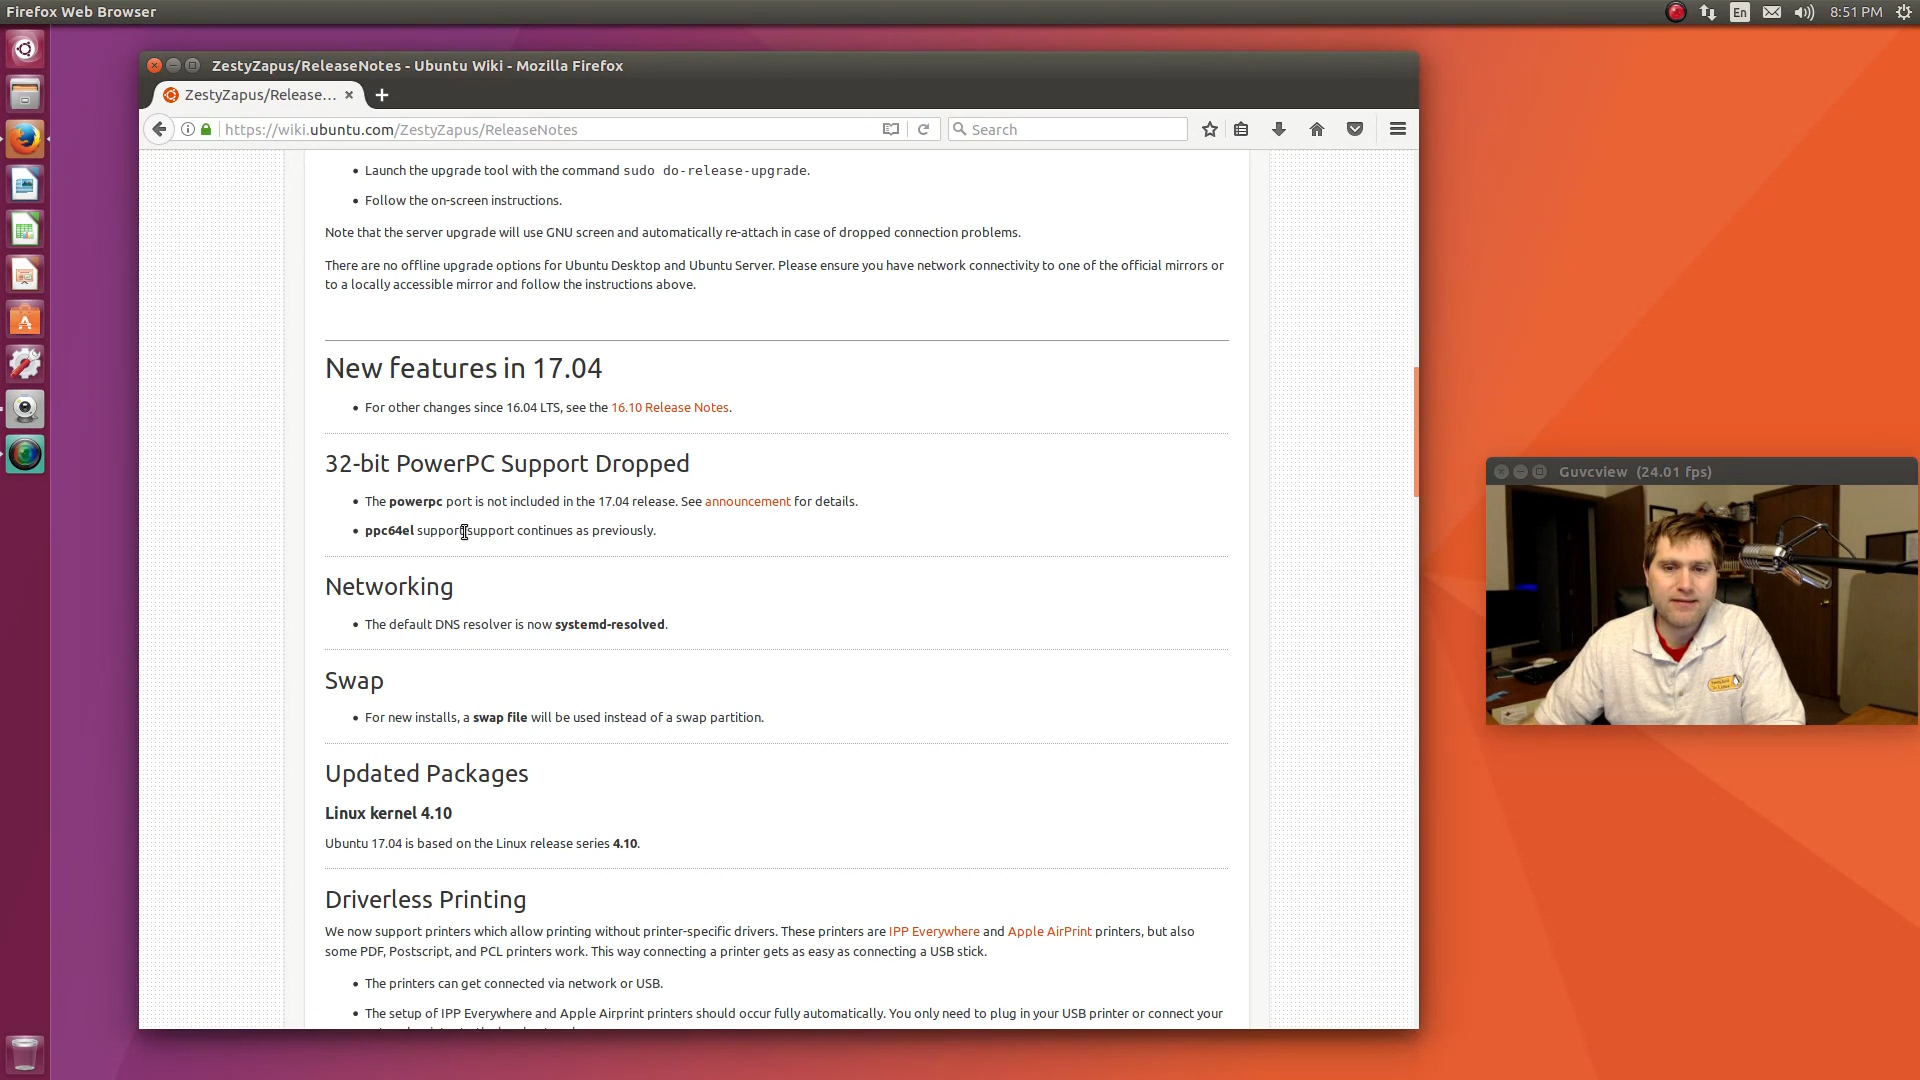 Firefox Web Browser
En
8:51 PM
ZestyZapus/ReleaseNotes - Ubuntu Wiki - Mozilla Firefox
ZestyZapus/Release...
https://wiki.ubuntu.com/ZestyZapus/ReleaseNotes
Search
• Launch the upgrade tool with the command sudo do-release-upgrade.
• Follow the on-screen instructions.
Note that the server upgrade will use GNU screen and automatically re-attach in case of dropped connection problems.
There are no offline upgrade options for Ubuntu Desktop and Ubuntu Server. Please ensure you have network connectivity to one of the official mirrors or
to a locally accessible mirror and follow the instructions above.
New features in 17.04
• For other changes since 16.04 LTS, see the 16.10 Release Notes.
32-bit PowerPC Support Dropped
• The powerpc port is not included in the 17.04 release. See announcement for details.
• ppc64el support support continues as previously.
Networking
• The default DNS resolver is now systemd-resolved.
Swap
• For new installs, a swap file will be used instead of a swap partition.
Updated Packages
Linux kernel 4.10
Ubuntu 17.04 is based on the Linux release series 4.10.
Driverless Printing
We now support printers which allow printing without printer-specific drivers. These printers are IPP Everywhere and Apple AirPrint printers, but also
some PDF, Postscript, and PCL printers work. This way connecting a printer gets as easy as connecting a USB stick.
• The printers can get connected via network or USB.
• The setup of IPP Everywhere and Apple Airprint printers should occur fully automatically. You only need to plug in your USB printer or connect your
Guvcview (24.01 fps)